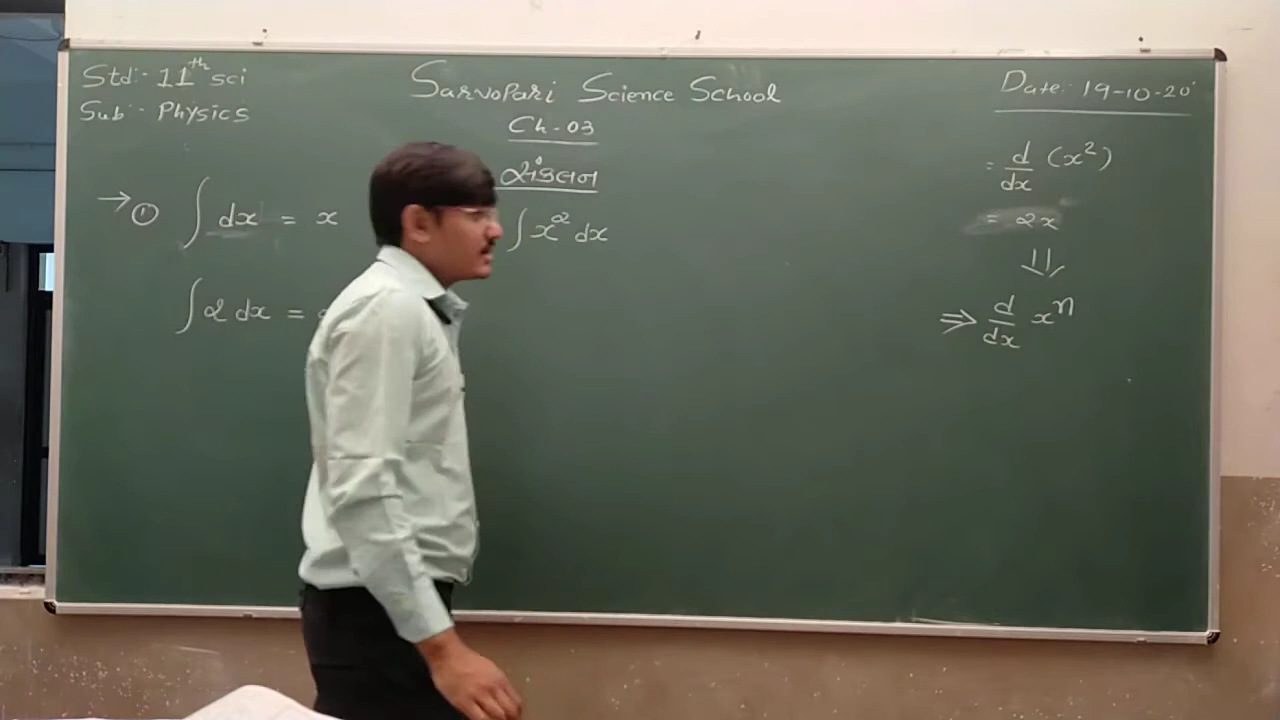 Std:- 11th sci
Sub:- Physics
Sarvopari Science School
Date:- 19-10-20
Ch-03
સંકલન
→ ① ∫ dx = x
∫ x² dx
∫ 2 dx =
= d/dx (x²)
= 2x
⇓
⇒ d/dx xⁿ